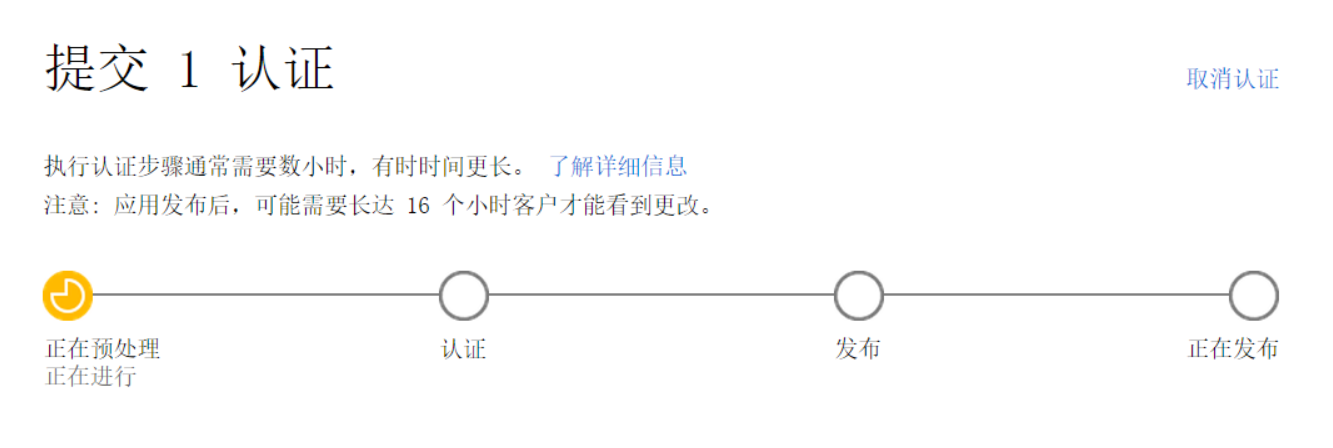 提交 1 认证
取消认证
执行认证步骤通常需要数小时，有时时间更长。 了解详细信息
注意: 应用发布后，可能需要长达 16 个小时客户才能看到更改。
正在预处理
正在进行
认证
发布
正在发布